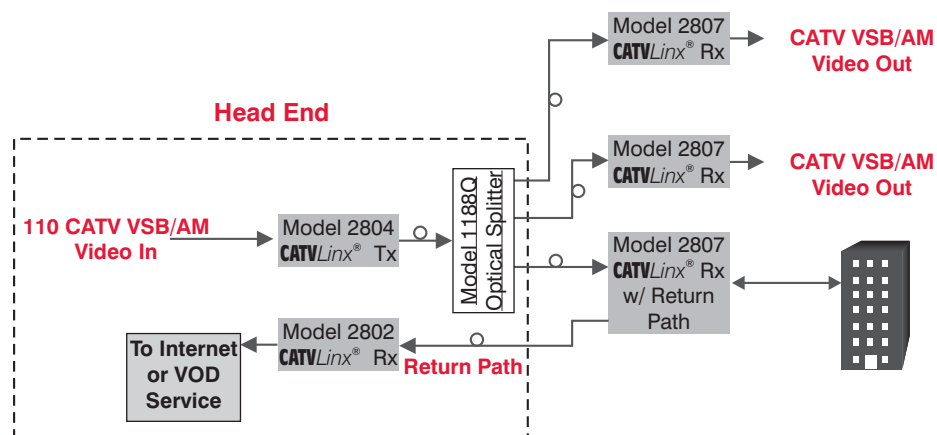 Model 2807
CATVLinx® Rx
CATV VSB/AM
Video Out
Head End
Model 2807
CATVLinx® Rx
CATV VSB/AM
Video Out
110 CATV VSB/AM
Video In
Model 2804
CATVLinx® Tx
Model 1188Q
Optical Splitter
Model 2807
CATVLinx® Rx
w/ Return
Path
To Internet
or VOD
Service
Model 2802
CATVLinx® Rx
Return Path